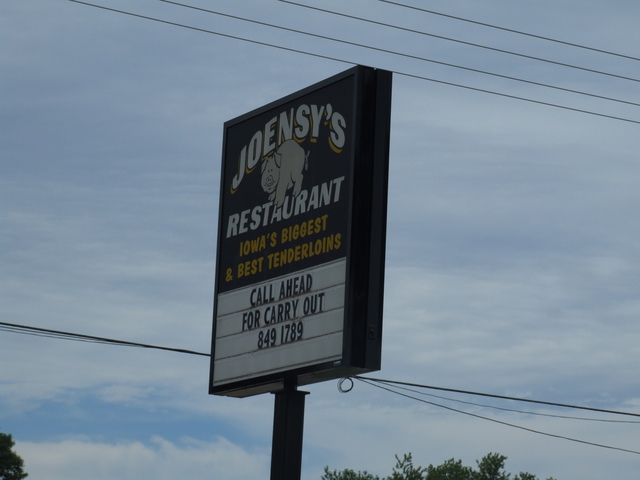 JOENSY'S
RESTAURANT
IOWA'S BIGGEST
& BEST TENDERLOINS
CALL AHEAD
FOR CARRY OUT
849 1789